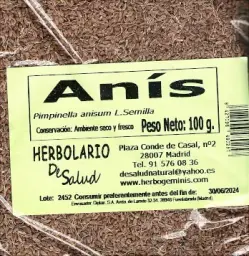 Anís
Pimpinella anisum L.Semilla
Conservación: Ambiente seco y fresco Peso Neto: 100 g.
HERBOLARIO
De
Salud
Plaza Conde de Casal, nº2
28007 Madrid
Tel. 91 576 08 36
desaludnatural@yahoo.es
www.herbogeminis.com
Lote: 2452 Consumir preferentemente antes del fin de: 30/06/2024